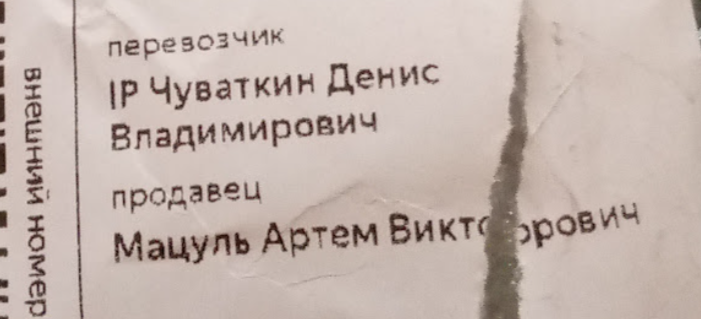 перевозчик
IP Чуваткин Денис
Владимирович
продавец
Мацуль Артем Викторович
внешний номер